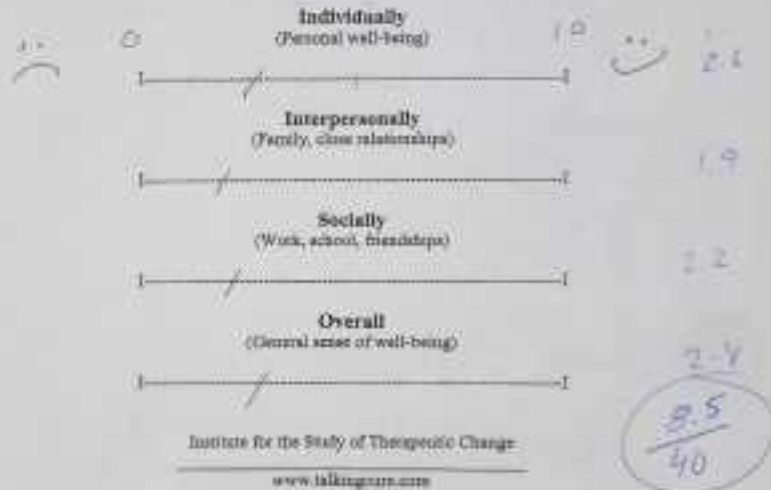 Individually
0 (Personal well-being) 10
I I
Interpersonally
(Family, close relationships)
I I 1.9
Socially
(Work, school, friendships)
2.2
I I
Overall
(General sense of well-being)
2.4
I I
8.5
40
Institute for the Study of Therapeutic Change
www.talkingcure.com